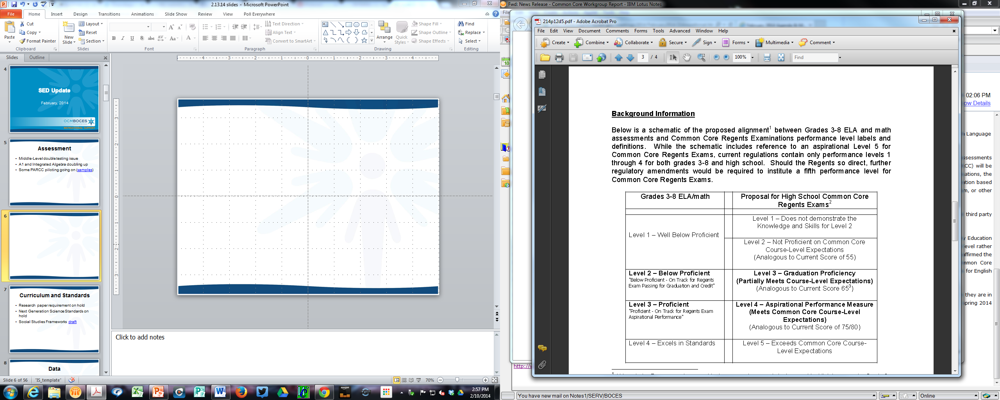 2.13.14 slides - Microsoft PowerPoint
File Home Insert Design Transitions Animations Slide Show Review View Poll Everywhere
Paste
Cut
Copy
Format Painter
Clipboard
New
Slide
Layout
Reset
Section
Slides
Font
Text Direction
Align Text
Convert to SmartArt
Paragraph
Arrange
Quick
Styles
Shape Fill
Shape Outline
Shape Effects
Drawing
Find
Replace
Select
Editing
Slides Outline
4
SED Update
February, 2014
OCMBOCES
INSTRUCTIONAL SUPPORT
5
Assessment
• Middle-Level double testing issue
• A1 and Integrated Algebra doubling up
• Some PARCC piloting going on (samples)
6
7
Curriculum and Standards
• Research paper requirement on hold
• Next Generation Science Standards on
hold
• Social Studies Frameworks draft
8
Data
Click to add notes
Slide 6 of 56 "IS_template" 70%
2:57 PM
2/10/2014
Fwd: News Release - Common Core Workgroup Report - IBM Lotus Notes
214p12d5.pdf - Adobe Acrobat Pro
File Edit View Document Comments Forms Tools Advanced Window Help
Create Combine Collaborate Secure Sign Forms Multimedia Comment
3 / 4 100% Find
Background Information
Below is a schematic of the proposed alignment1 between Grades 3-8 ELA and math
assessments and Common Core Regents Examinations performance level labels and
definitions. While the schematic includes reference to an aspirational Level 5 for
Common Core Regents Exams, current regulations contain only performance levels 1
through 4 for both grades 3-8 and high school. Should the Regents so direct, further
regulatory amendments would be required to institute a fifth performance level for
Common Core Regents Exams.
Grades 3-8 ELA/math
Proposal for High School Common Core
Regents Exams2
Level 1 – Well Below Proficient
Level 1 – Does not demonstrate the
Knowledge and Skills for Level 2
Level 2 – Not Proficient on Common Core
Course-Level Expectations
(Analogous to Current Score of 55)
Level 2 – Below Proficient
"Below Proficient - On Track for Regents
Exam Passing for Graduation and Credit"
Level 3 – Graduation Proficiency
(Partially Meets Course-Level Expectations)
(Analogous to Current Score 653)
Level 3 – Proficient
"Proficient - On Track for Regents Exam
Aspirational Performance"
Level 4 – Aspirational Performance Measure
(Meets Common Core Course-Level
Expectations)
(Analogous to Current Score of 75/80)
Level 4 – Excels in Standards
Level 5 – Exceeds Common Core Course-
Level Expectations
02:06 PM
ow Details
Language
ssessments
CC) will be
ations, the
ation based
m, or other
third party
y Education
evel rather
affirmed the
mmon Core
for English
they are in
spring 2014
You have new mail on Notes1/SERV/BOCES
Online